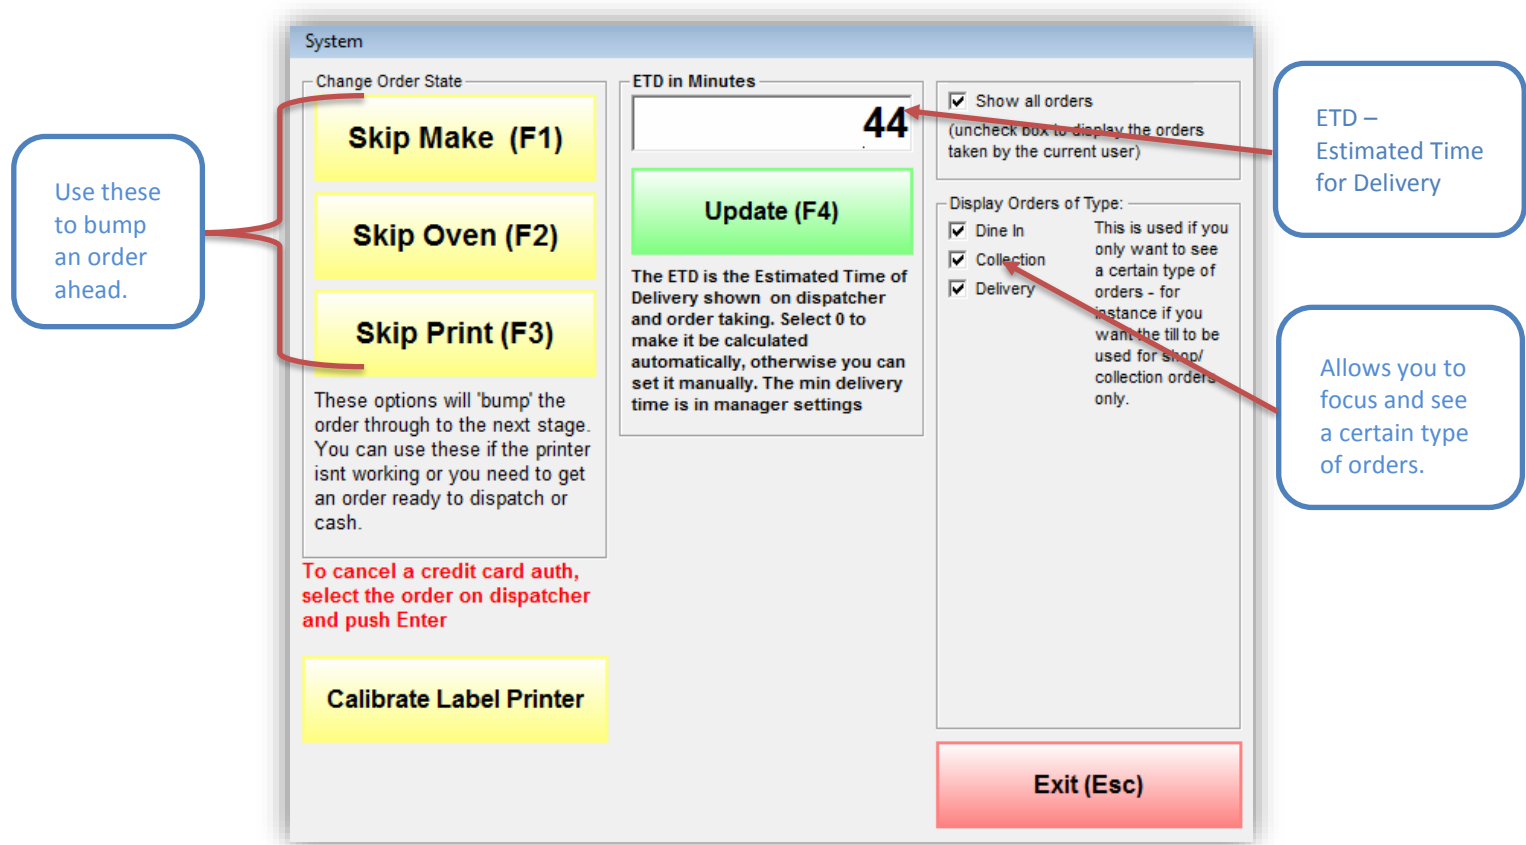 System
Change Order State
Skip Make (F1)
Skip Oven (F2)
Skip Print (F3)
These options will 'bump' the
order through to the next stage.
You can use these if the printer
isnt working or you need to get
an order ready to dispatch or
cash.
To cancel a credit card auth,
select the order on dispatcher
and push Enter
Calibrate Label Printer
ETD in Minutes
44
Update (F4)
The ETD is the Estimated Time of
Delivery shown on dispatcher
and order taking. Select 0 to
make it be calculated
automatically, otherwise you can
set it manually. The min delivery
time is in manager settings
Show all orders
(uncheck box to display the orders
taken by the current user)
Display Orders of Type:
Dine In
Collection
Delivery
This is used if you
only want to see
a certain type of
orders - for
instance if you
want the till to be
used for shop/
collection orders
only.
Exit (Esc)
Use these
to bump
an order
ahead.
ETD –
Estimated Time
for Delivery
Allows you to
focus and see
a certain type
of orders.